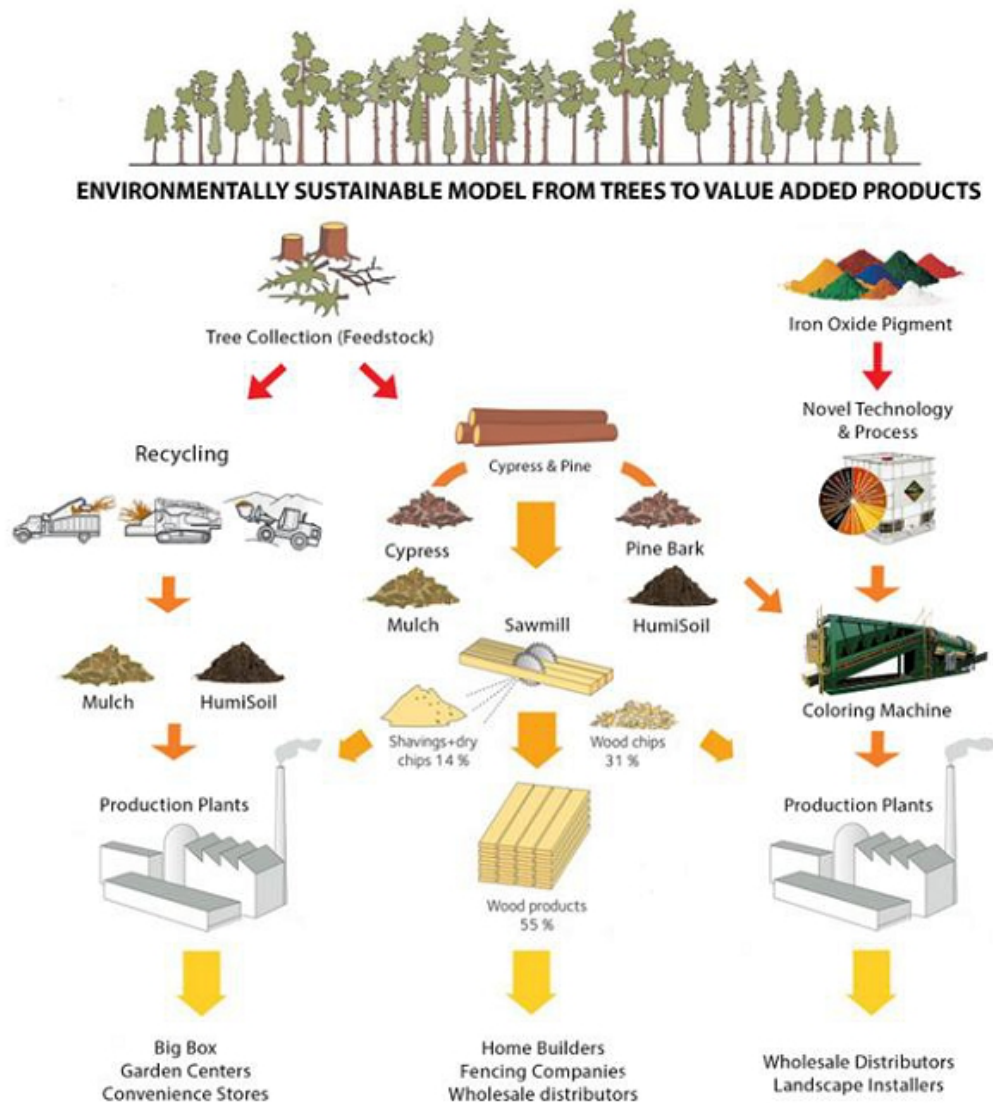 ENVIRONMENTALLY SUSTAINABLE MODEL FROM TREES TO VALUE ADDED PRODUCTS
Tree Collection (Feedstock)
Iron Oxide Pigment
Novel Technology
& Process
Recycling
Cypress & Pine
Cypress
Pine Bark
Mulch
Sawmill
HumiSoil
Mulch
HumiSoil
Coloring Machine
Shavings+dry
chips 14 %
Wood chips
31 %
Production Plants
Production Plants
Wood products
55 %
Big Box
Garden Centers
Convenience Stores
Home Builders
Fencing Companies
Wholesale distributors
Wholesale Distributors
Landscape Installers